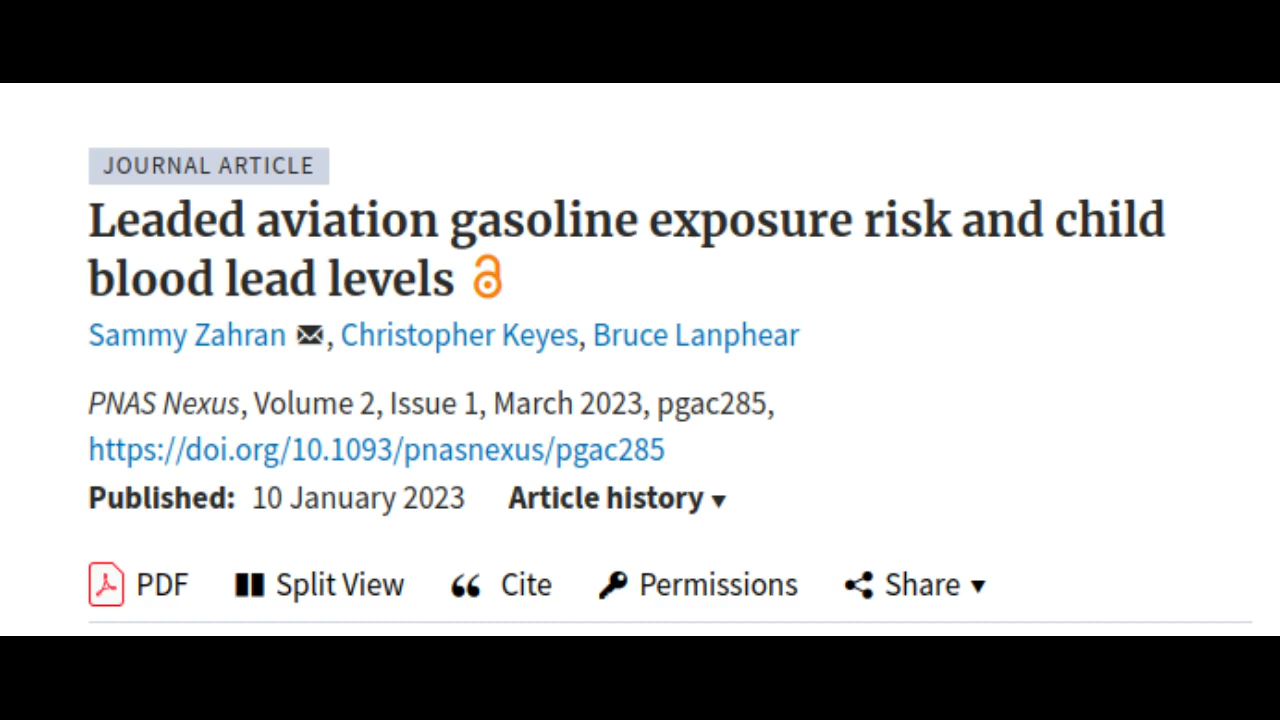 JOURNAL ARTICLE
Leaded aviation gasoline exposure risk and child
blood lead levels
Sammy Zahran, Christopher Keyes, Bruce Lanphear
PNAS Nexus, Volume 2, Issue 1, March 2023, pgac285,
https://doi.org/10.1093/pnasnexus/pgac285
Published: 10 January 2023 Article history
PDF Split View Cite Permissions Share